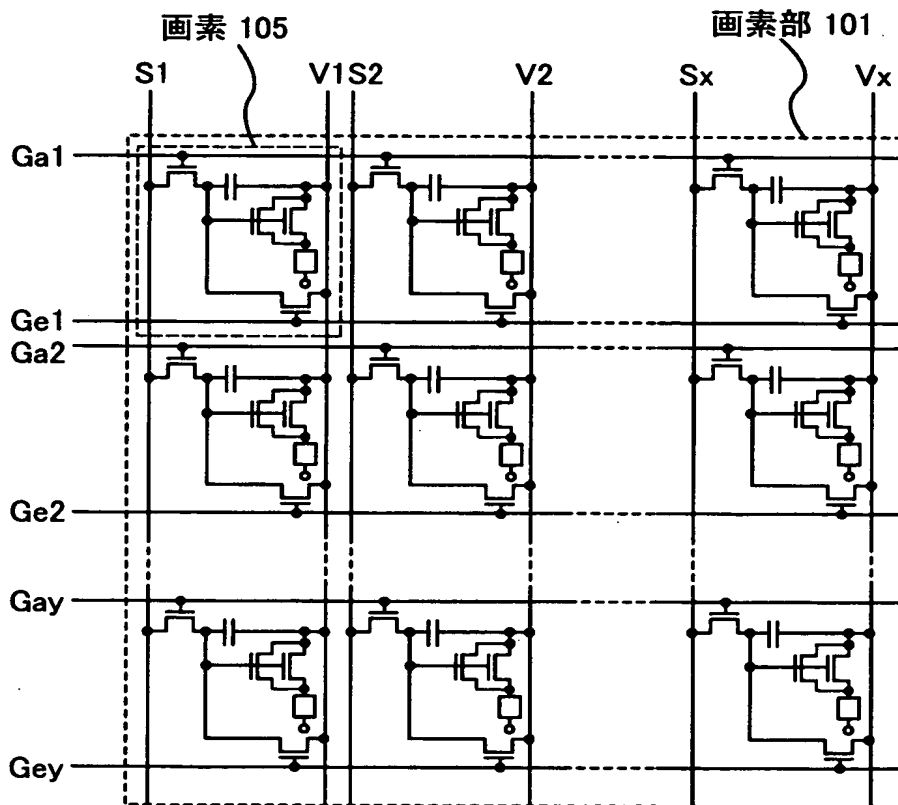 画素 105
画素部 101
S1
V1
S2
V2
Sx
Vx
Ga1
Ge1
Ga2
Ge2
Gay
Gey